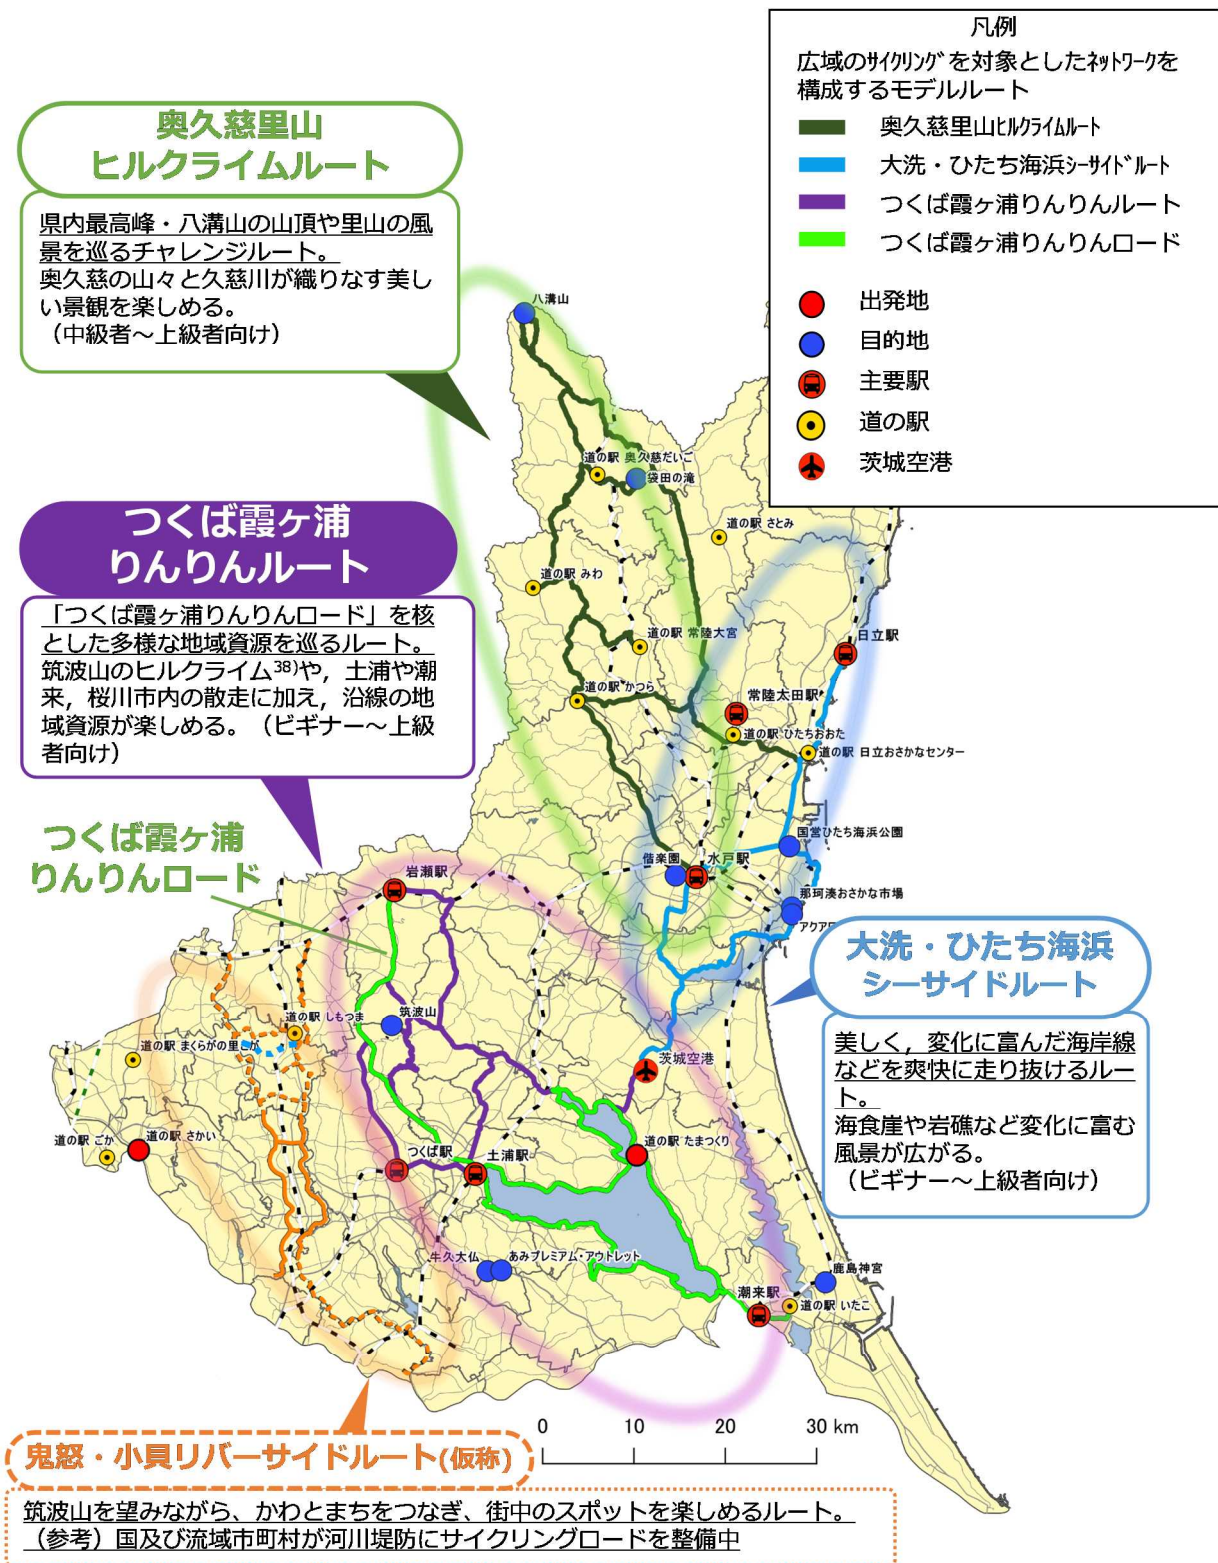 凡例
広域のサイクリングを対象としたネットワークを
構成するモデルルート
奥久慈里山ヒルクライムルート
大洗・ひたち海浜シーサイドルート
つくば霞ヶ浦りんりんルート
つくば霞ヶ浦りんりんロード
出発地
目的地
主要駅
道の駅
茨城空港
奥久慈里山
ヒルクライムルート
県内最高峰・八溝山の山頂や里山の風
景を巡るチャレンジルート。
奥久慈の山々と久慈川が織りなす美し
い景観を楽しめる。
（中級者～上級者向け）
つくば霞ヶ浦
りんりんルート
「つくば霞ヶ浦りんりんロード」を核
とした多様な地域資源を巡るルート。
筑波山のヒルクライム38)や，土浦や潮
来，桜川市内の散走に加え，沿線の地
域資源が楽しめる。（ビギナー～上級
者向け）
つくば霞ヶ浦
りんりんロード
八溝山
道の駅 奥久慈だいご
袋田の滝
道の駅 さとみ
道の駅 みわ
道の駅 常陸大宮
日立駅
道の駅 かつら
常陸太田駅
道の駅 ひたちおおた
道の駅 日立おさかなセンター
国営ひたち海浜公園
偕楽園
水戸駅
岩瀬駅
那珂湊おさかな市場
アクアワ
大洗・ひたち海浜
シーサイドルート
美しく，変化に富んだ海岸線
などを爽快に走り抜けるルー
ト。
海食崖や岩礁など変化に富む
風景が広がる。
（ビギナー～上級者向け）
筑波山
道の駅 しもつま
道の駅 まくらがの里こが
茨城空港
道の駅 ごか
道の駅 さかい
つくば駅
土浦駅
道の駅 たまつくり
牛久大仏
あみプレミアム・アウトレット
鹿島神宮
潮来駅
道の駅 いたこ
0 10 20 30 km
鬼怒・小貝リバーサイドルート(仮称)
筑波山を望みながら、かわとまちをつなぎ、街中のスポットを楽しめるルート。
（参考）国及び流域市町村が河川堤防にサイクリングロードを整備中